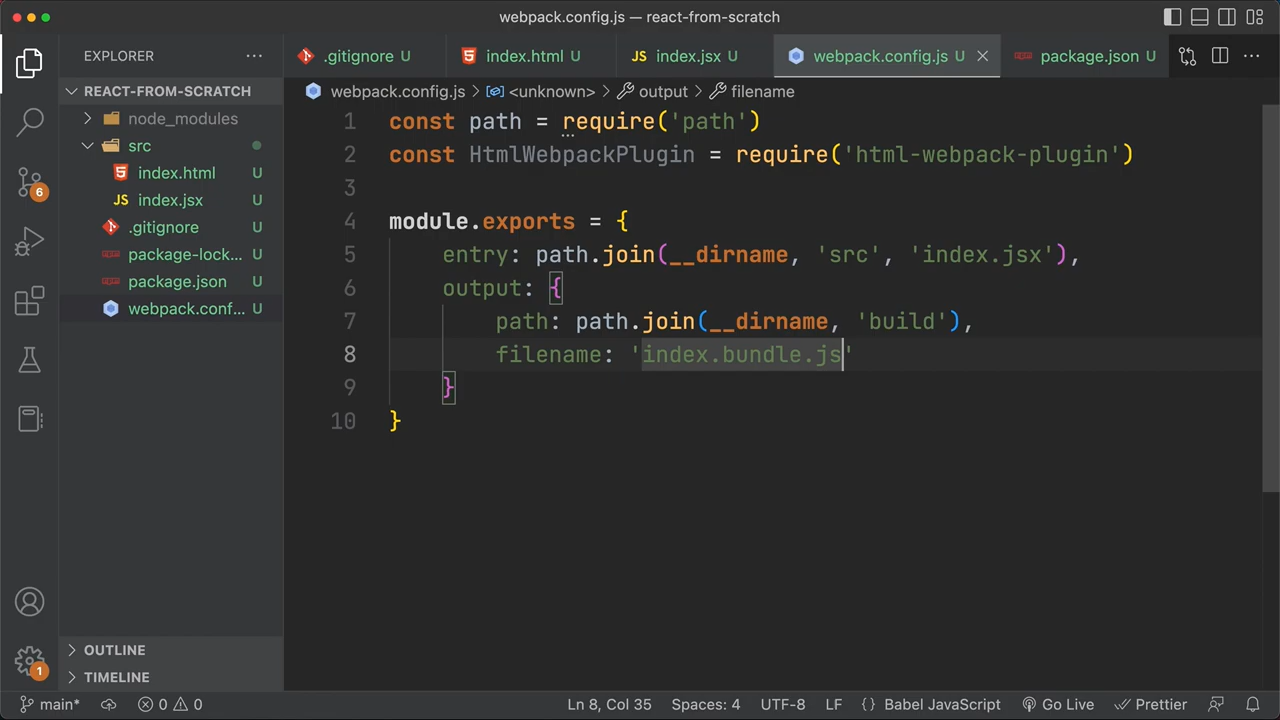 webpack.config.js — react-from-scratch
EXPLORER
.gitignore U
index.html U
JS index.jsx U
webpack.config.js U
package.json U
REACT-FROM-SCRATCH
webpack.config.js > <unknown> > output > filename
node_modules
src
index.html U
JS index.jsx U
.gitignore U
package-lock... U
package.json U
webpack.conf... U
1 const path = require('path')
2 const HtmlWebpackPlugin = require('html-webpack-plugin')
3
4 module.exports = {
5 entry: path.join(__dirname, 'src', 'index.jsx'),
6 output: {
7 path: path.join(__dirname, 'build'),
8 filename: 'index.bundle.js'
9 }
10 }
6
1
OUTLINE
TIMELINE
main* 0 0 Ln 8, Col 35 Spaces: 4 UTF-8 LF {} Babel JavaScript Go Live Prettier